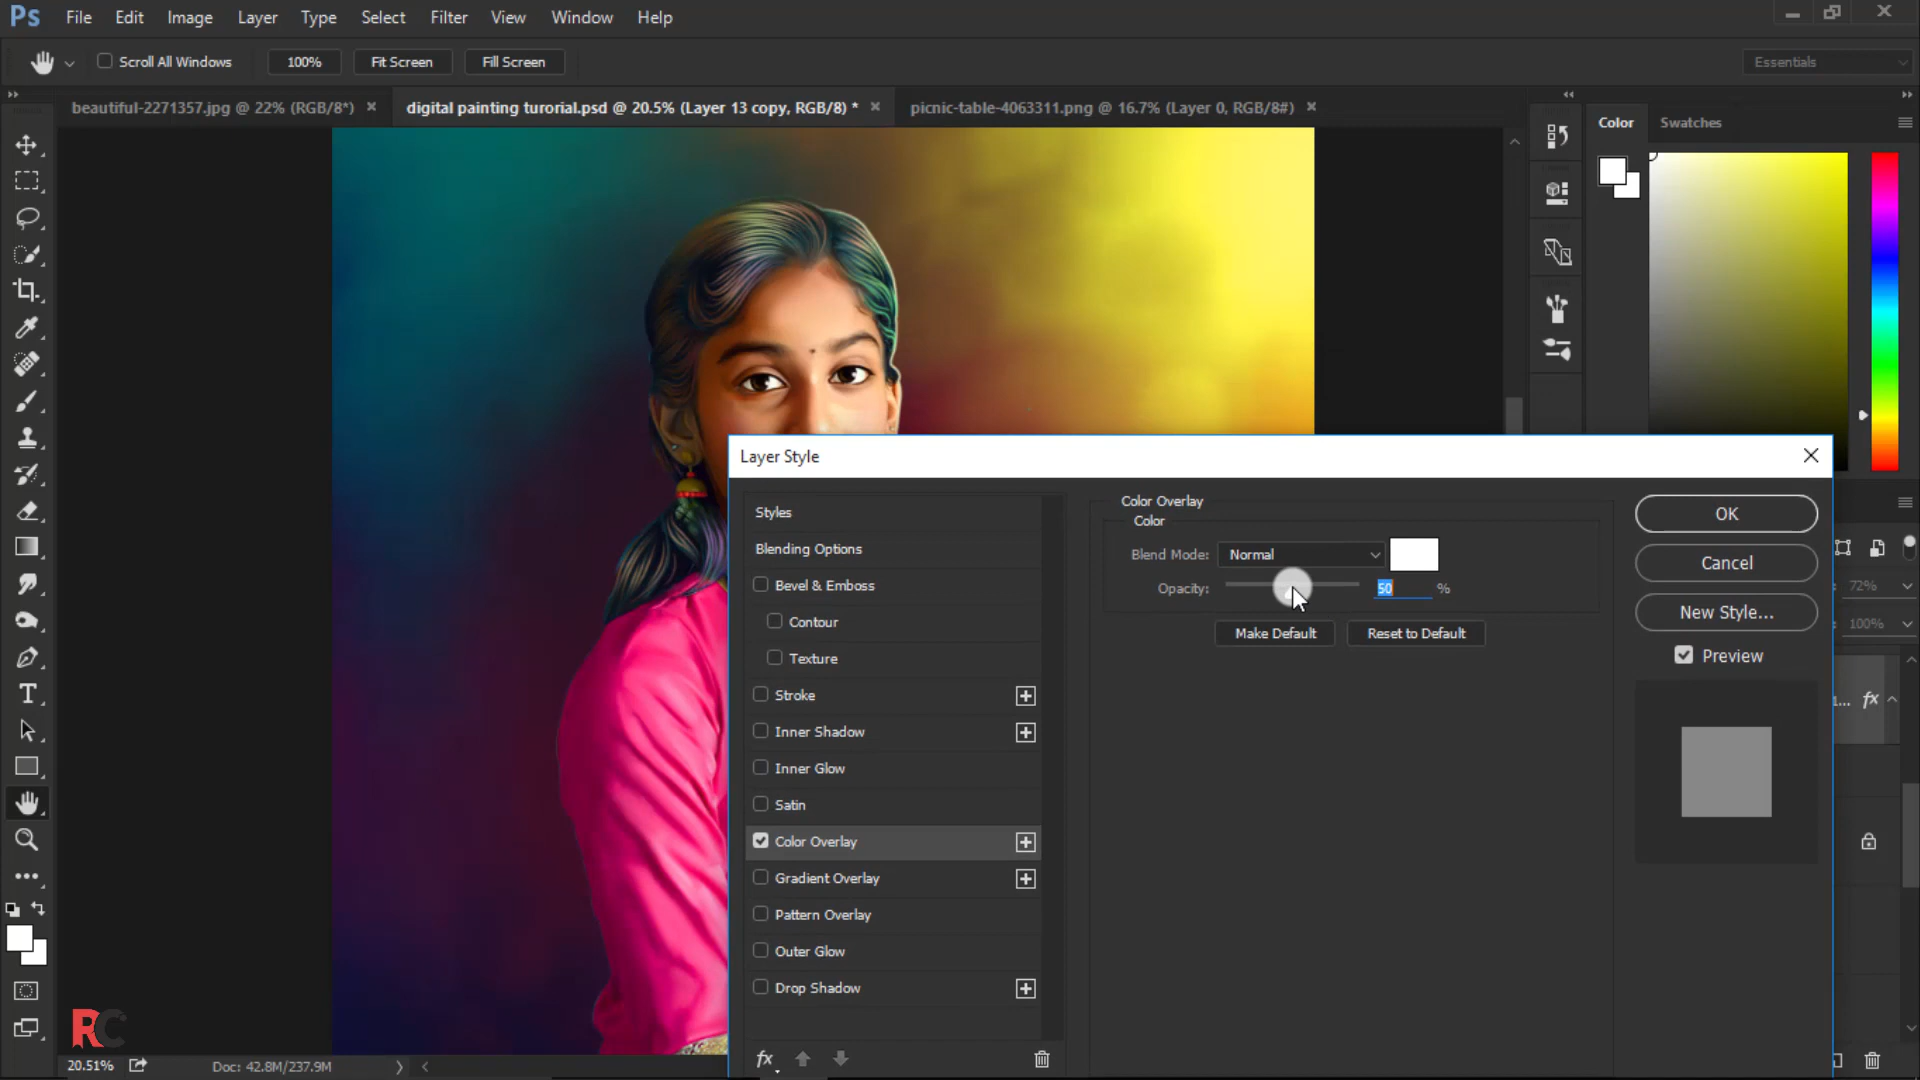 Ps File Edit Image Layer Type Select Filter View Window Help
Scroll All Windows 100% Fit Screen Fill Screen Essentials
beautiful-2271357.jpg @ 22% (RGB/8*) × digital painting turorial.psd @ 20.5% (Layer 13 copy, RGB/8) * × picnic-table-4063311.png @ 16.7% (Layer 0, RGB/8#) ×
Color Swatches
Layer Style
Styles
Blending Options
Bevel & Emboss
Contour
Texture
Stroke
Inner Shadow
Inner Glow
Satin
Color Overlay
Gradient Overlay
Pattern Overlay
Outer Glow
Drop Shadow
fx
Color Overlay
Color
Blend Mode: Normal
Opacity: 50 %
Make Default Reset to Default
OK
Cancel
New Style...
Preview
72%
100%
1... fx
T
RC
20.51% Doc: 42.8M/237.9M